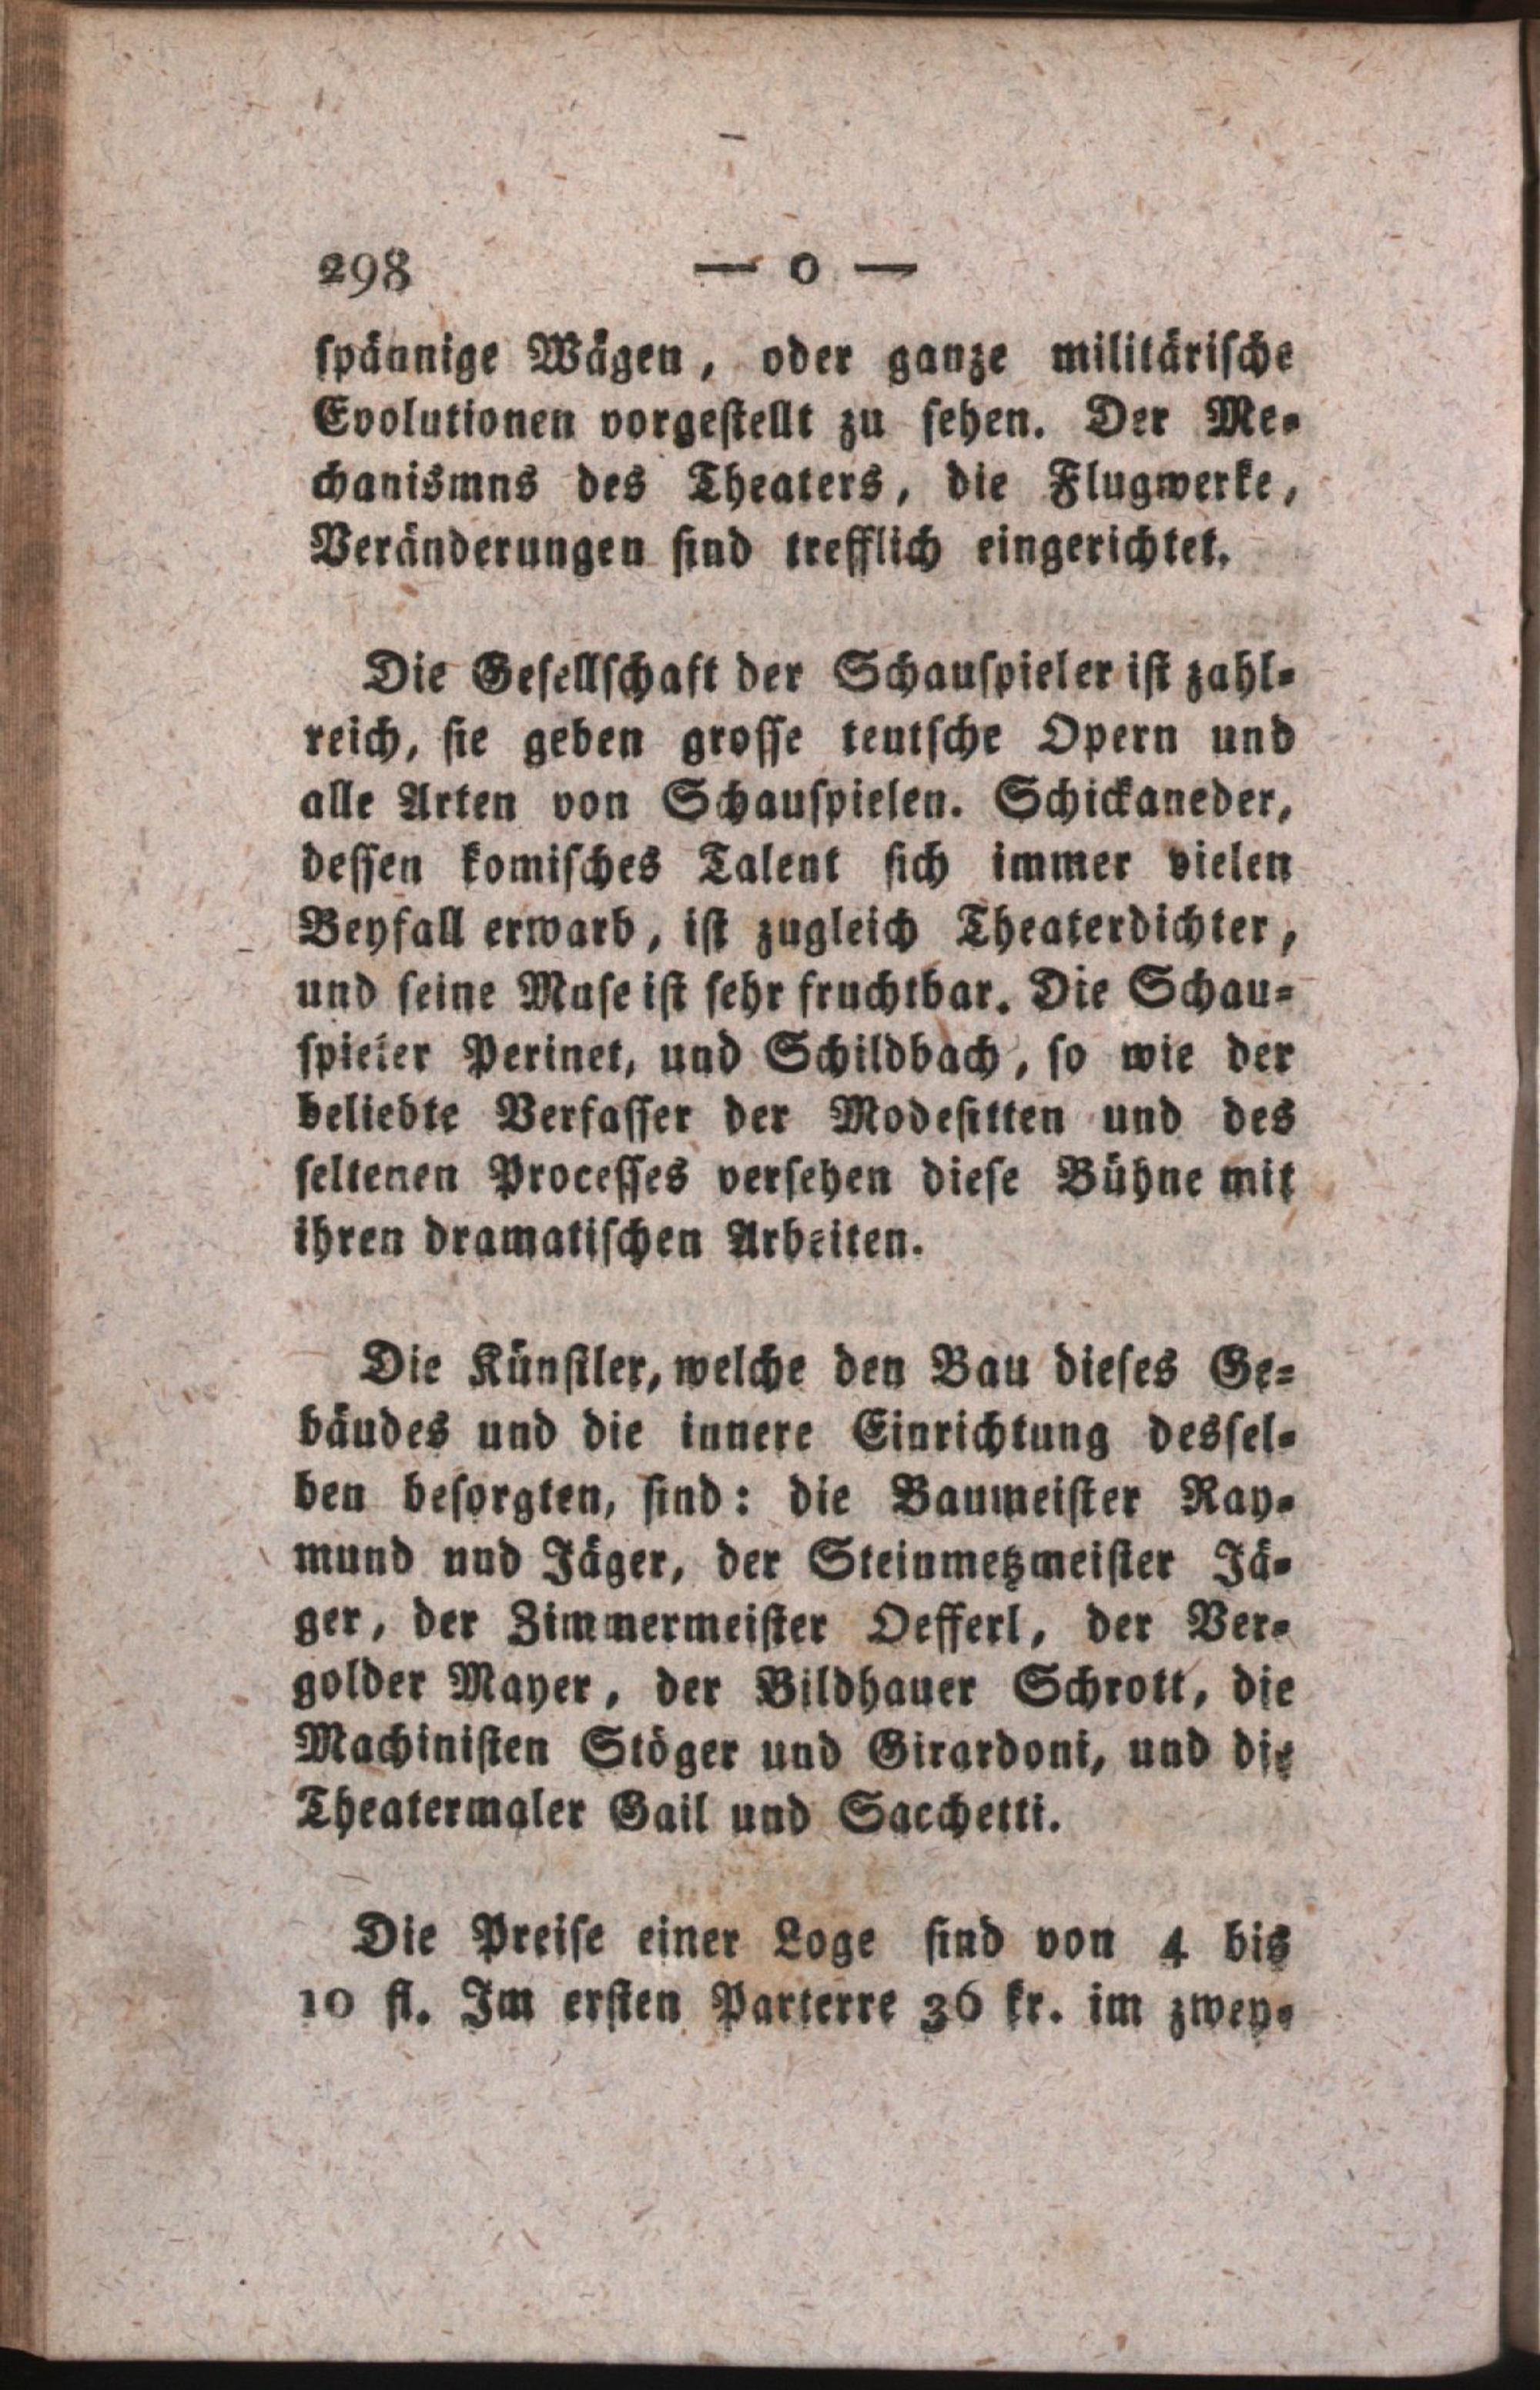 298 — 0 —
ſpännige Wägen, oder ganze militäriſche
Evolutionen vorgeſtellt zu ſehen. Der Me-
chanismns des Theaters, die Flugwerke,
Veränderungen ſind trefflich eingerichtet.
Die Geſellſchaft der Schauſpieler iſt zahl-
reich, ſie geben groſſe teutſche Opern und
alle Arten von Schauſpielen. Schickaneder,
deſſen komiſches Talent ſich immer vielen
Beyfall erwarb, iſt zugleich Theaterdichter,
und ſeine Muſe iſt ſehr fruchtbar. Die Schau-
ſpieler Perinet, und Schildbach, ſo wie der
beliebte Verfaſſer der Modeſitten und des
ſeltenen Proceſſes verſehen dieſe Bühne mit
ihren dramatiſchen Arbeiten.
Die Künſtler, welche den Bau dieſes Ge-
bäudes und die innere Einrichtung desſel-
ben beſorgten, ſind: die Baumeiſter Ray-
mund und Jäger, der Steinmetzmeiſter Jä-
ger, der Zimmermeiſter Oefferl, der Ver-
golder Mayer, der Bildhauer Schrott, die
Machiniſten Stöger und Girardoni, und die
Theatermaler Gail und Sacchetti.
Die Preiſe einer Loge ſind von 4 bis
10 fl. Im erſten Parterre 36 kr. im zwey-